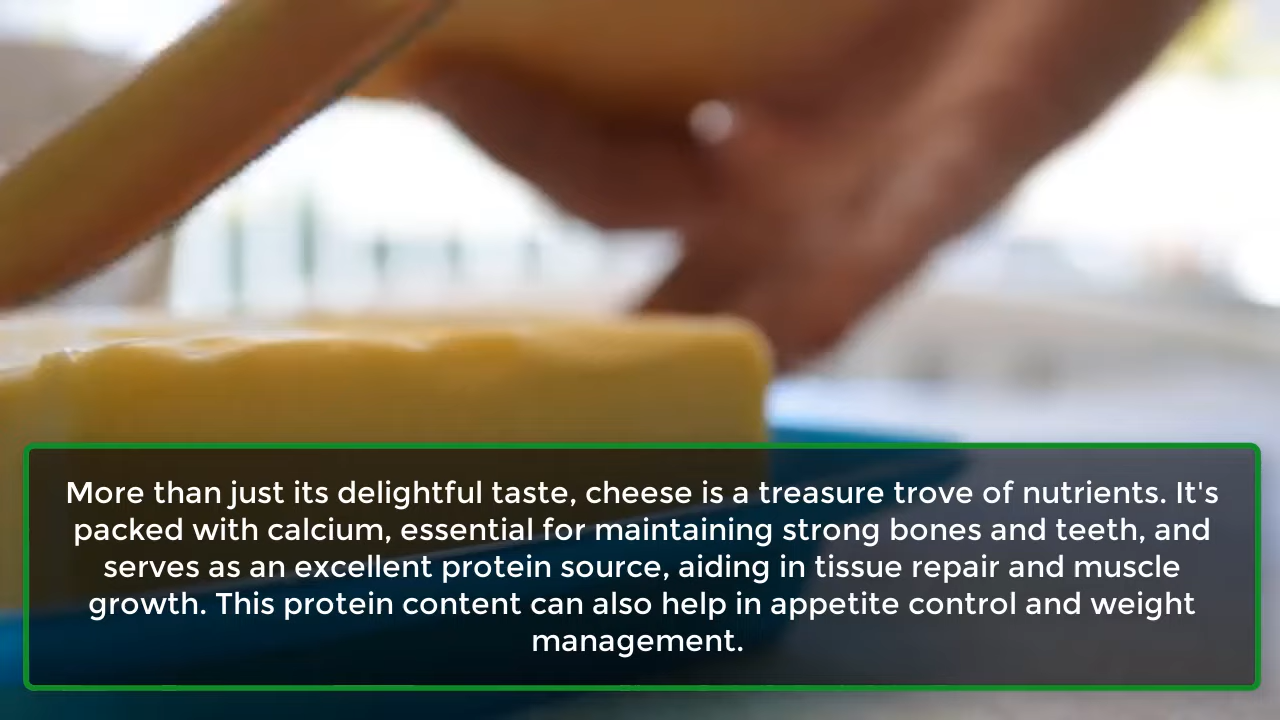 More than just its delightful taste, cheese is a treasure trove of nutrients. It's
packed with calcium, essential for maintaining strong bones and teeth, and
serves as an excellent protein source, aiding in tissue repair and muscle
growth. This protein content can also help in appetite control and weight
management.